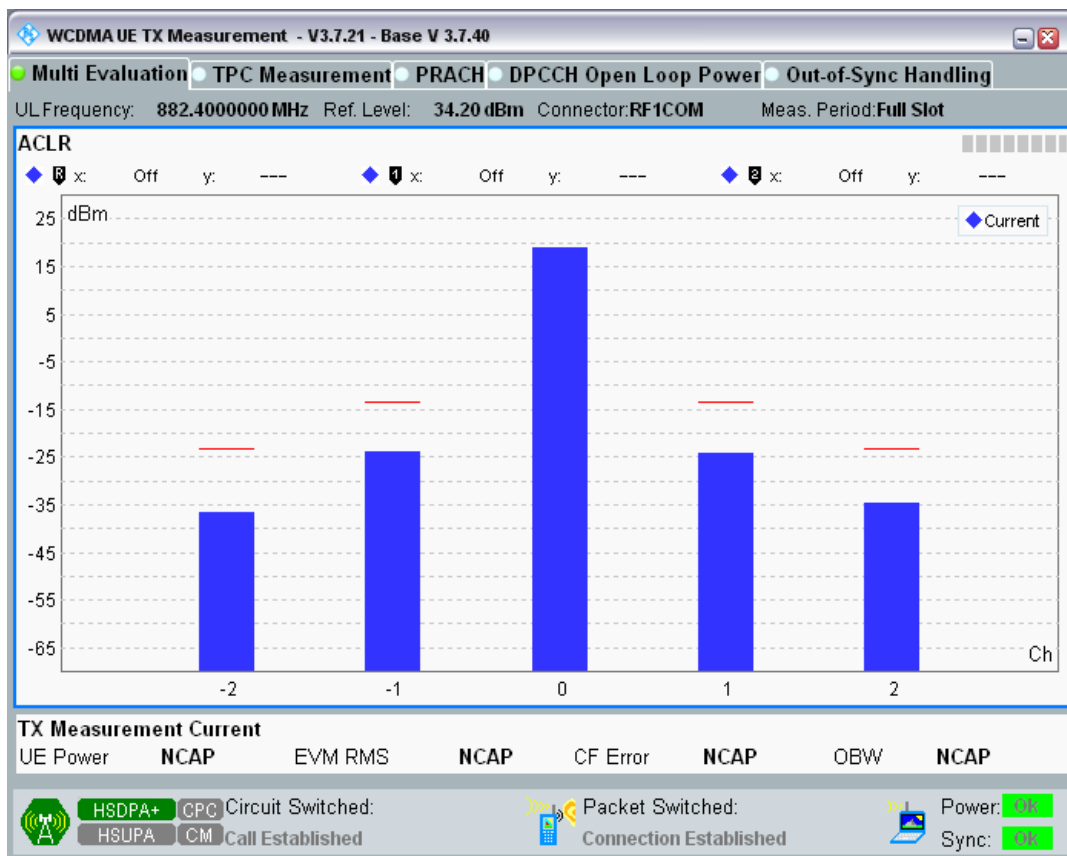 WCDMA UE TX Measurement - V3.7.21 - Base V 3.7.40
Multi Evaluation TPC Measurement PRACH DPCCH Open Loop Power Out-of-Sync Handling
UL Frequency: 882.4000000 MHz Ref. Level: 34.20 dBm Connector:RF1COM Meas. Period:Full Slot
ACLR
R x: Off y: --- 1 x: Off y: --- 2 x: Off y: ---
dBm
Current
25
15
5
-5
-15
-25
-35
-45
-55
-65
Ch
-2 -1 0 1 2
TX Measurement Current
UE Power NCAP EVM RMS NCAP CF Error NCAP OBW NCAP
HSDPA+ CPC Circuit Switched: Packet Switched: Power: Ok
HSUPA CM Call Established Connection Established Sync: Ok